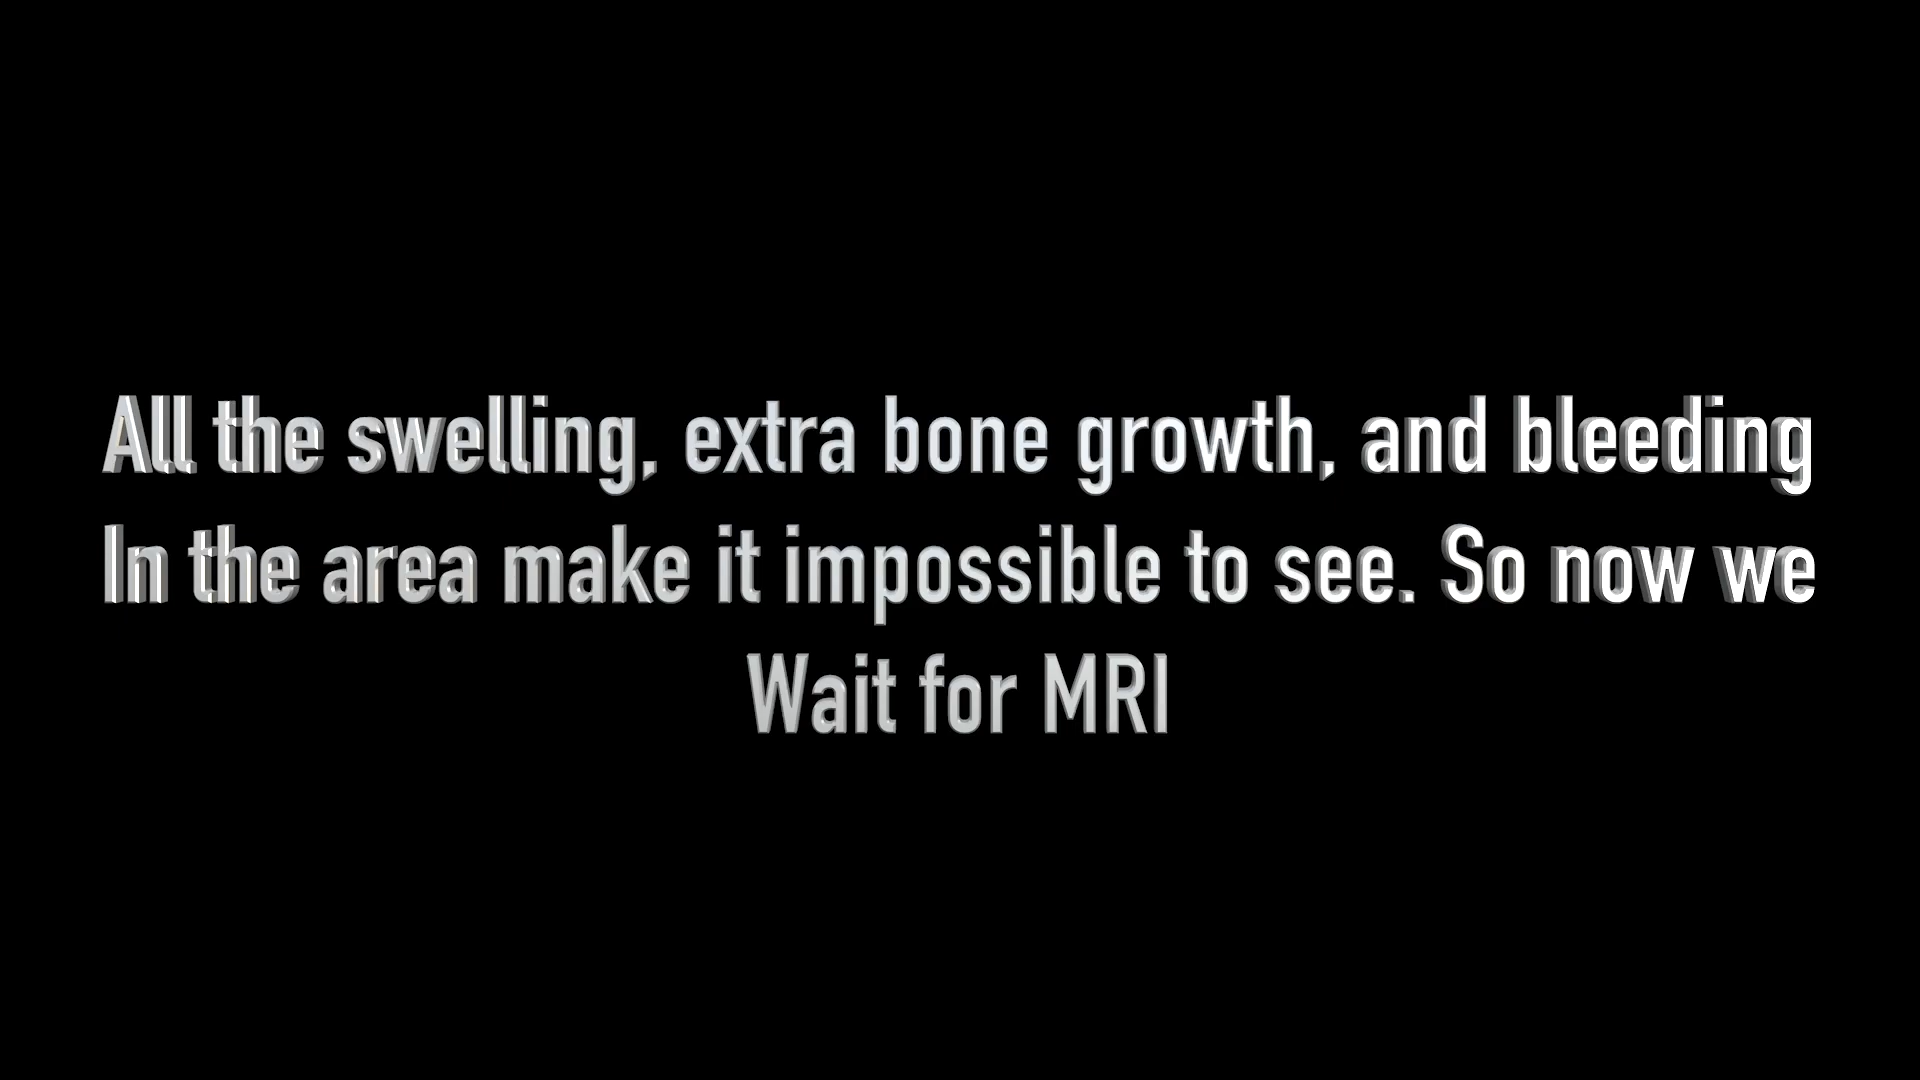 All the swelling, extra bone growth, and bleeding
In the area make it impossible to see. So now we
Wait for MRI